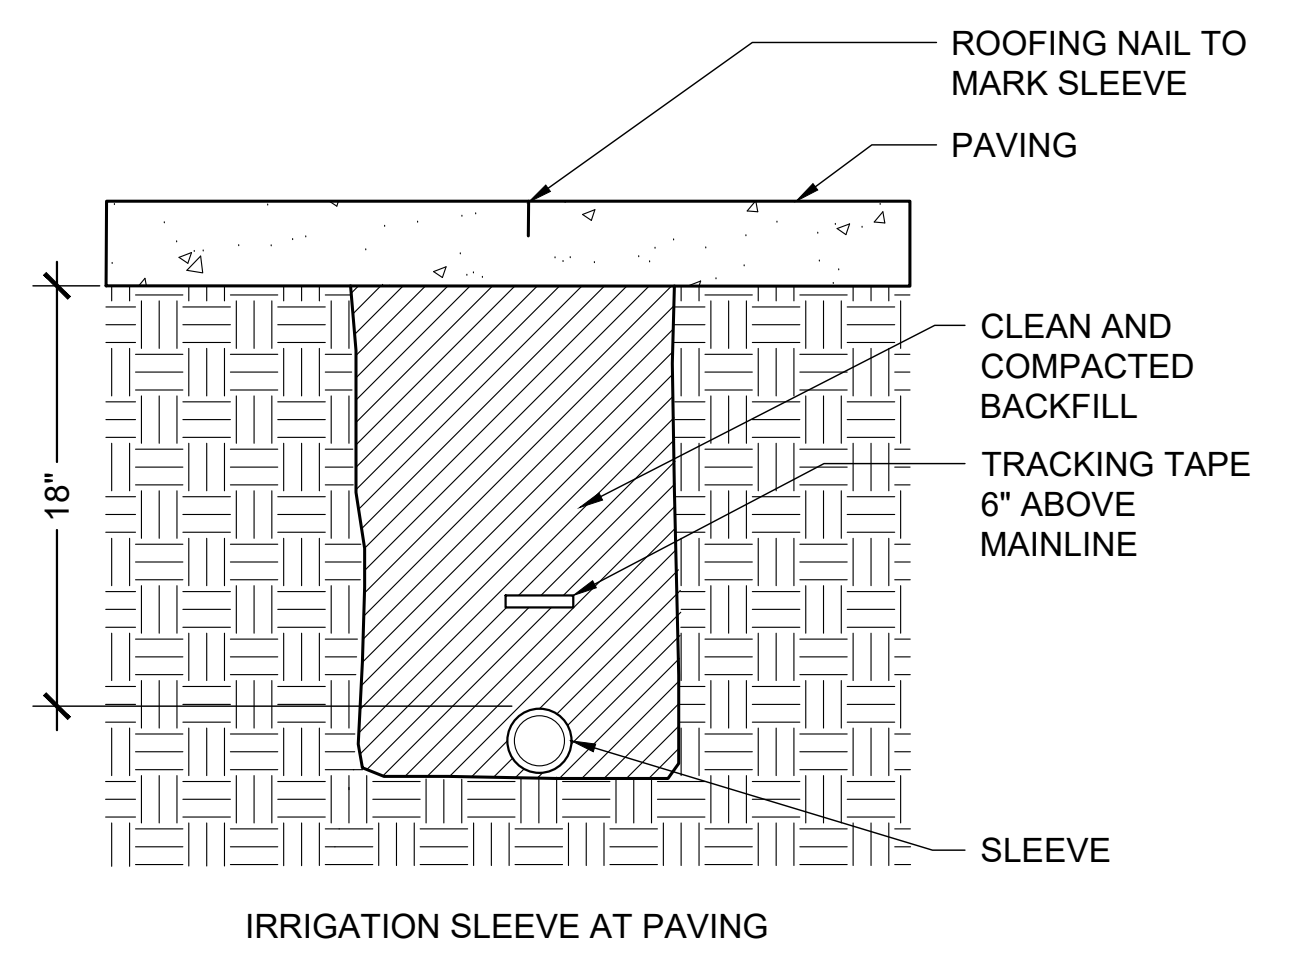 ROOFING NAIL TO
MARK SLEEVE
PAVING
CLEAN AND
COMPACTED
BACKFILL
TRACKING TAPE
6" ABOVE
MAINLINE
18"
SLEEVE
IRRIGATION SLEEVE AT PAVING